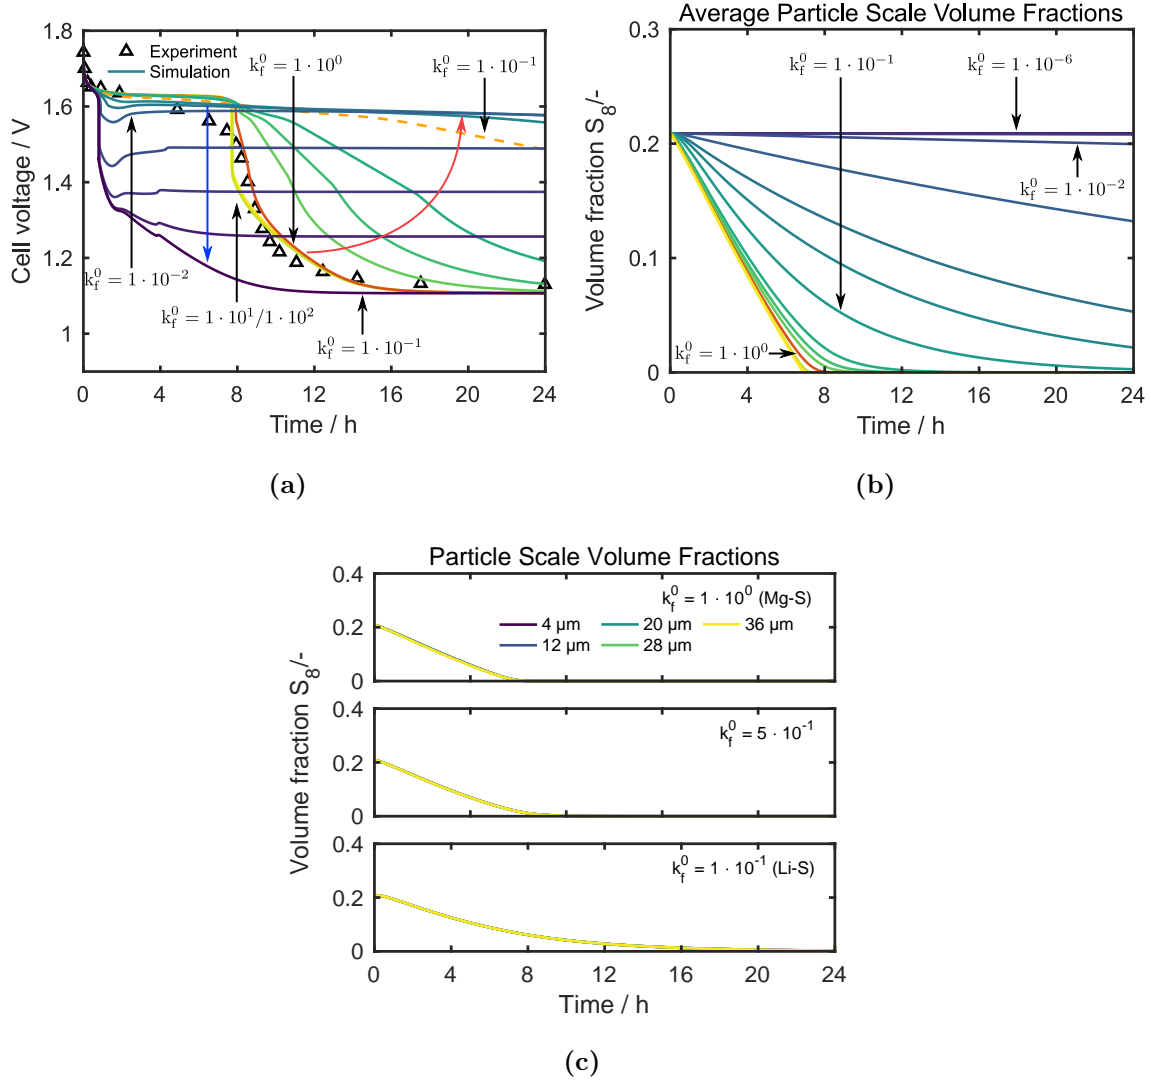 1.8
1.6
1.4
1.2
1
Cell voltage / V
Experiment
Simulation
k_f^0 = 1 · 10^0
k_f^0 = 1 · 10^-1
k_f^0 = 1 · 10^-2
k_f^0 = 1 · 10^1/1 · 10^2
k_f^0 = 1 · 10^-1
0 4 8 12 16 20 24
Time / h
(a)
Average Particle Scale Volume Fractions
0.3
0.2
0.1
0
Volume fraction S_8/-
k_f^0 = 1 · 10^-1
k_f^0 = 1 · 10^-6
k_f^0 = 1 · 10^-2
k_f^0 = 1 · 10^0
0 4 8 12 16 20 24
Time / h
(b)
Particle Scale Volume Fractions
Volume fraction S_8/-
0.4
0.2
0
k_f^0 = 1 · 10^0 (Mg-S)
4 µm 20 µm 36 µm
12 µm 28 µm
0.4
0.2
0
k_f^0 = 5 · 10^-1
0.4
0.2
0
k_f^0 = 1 · 10^-1 (Li-S)
0 4 8 12 16 20 24
Time / h
(c)